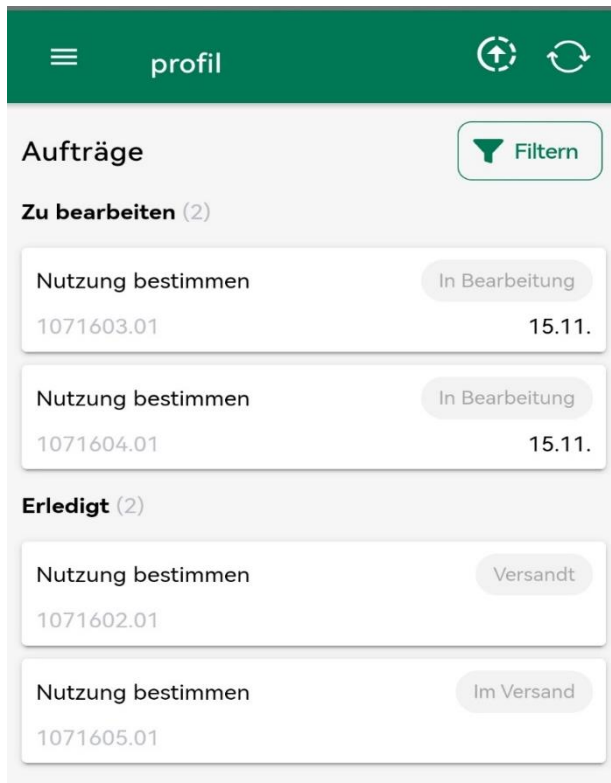 profil
Aufträge
Filtern
Zu bearbeiten (2)
Nutzung bestimmen
In Bearbeitung
1071603.01
15.11.
Nutzung bestimmen
In Bearbeitung
1071604.01
15.11.
Erledigt (2)
Nutzung bestimmen
Versandt
1071602.01
Nutzung bestimmen
Im Versand
1071605.01